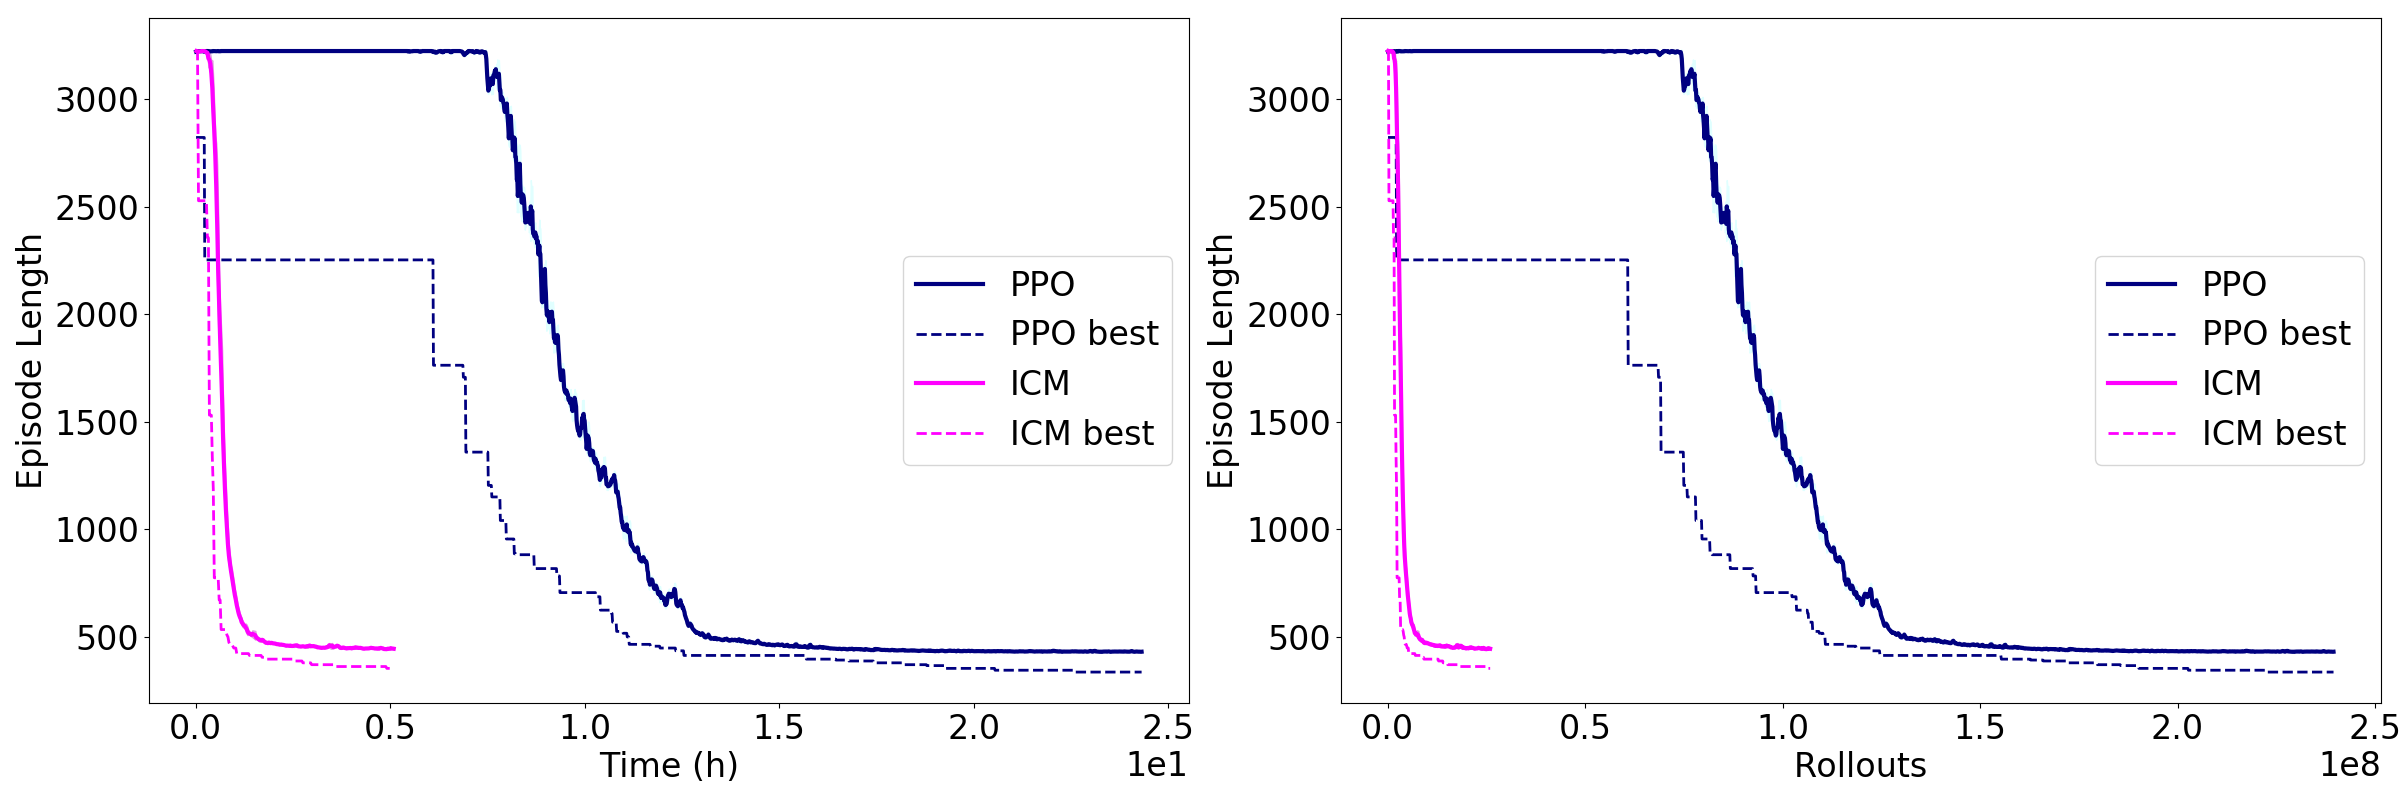 Episode Length
3000
2500
2000
1500
1000
500
PPO
PPO best
ICM
ICM best
0.0 0.5 1.0 1.5 2.0 2.5
Time (h)
1e1
Episode Length
3000
2500
2000
1500
1000
500
PPO
PPO best
ICM
ICM best
0.0 0.5 1.0 1.5 2.0 2.5
Rollouts
1e8